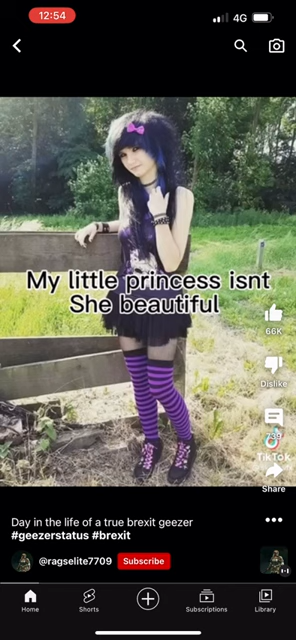 12:54
4G
My little princess isnt
She beautiful
66K
Dislike
TikTok
Share
Day in the life of a true brexit geezer
#geezerstatus #brexit
@ragselite7709
Subscribe
Home
Shorts
Subscriptions
Library